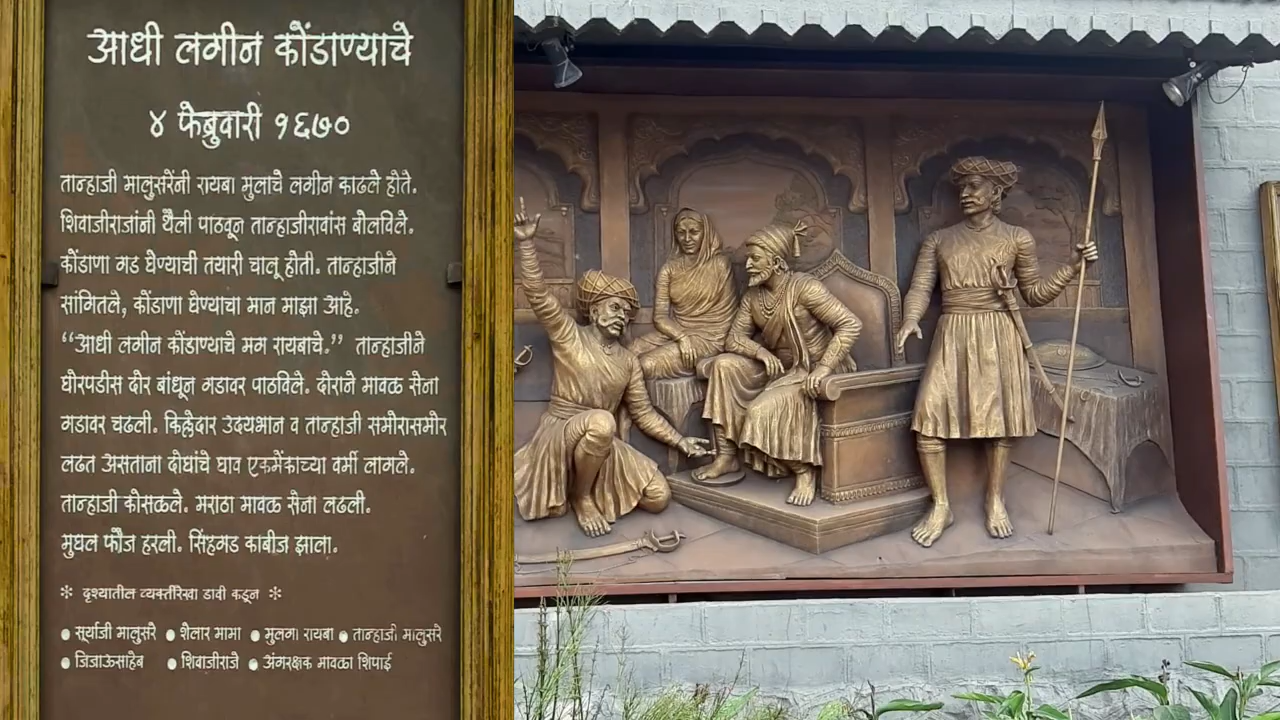 आधी लगीन कोंडाण्याचे
४ फेब्रुवारी १६७०
तान्हाजी मालुसरेंनी रायबा मुलाचे लगीन काढले होते.
शिवाजीराजांनी थैली पाठवून तान्हाजीरावांस बोलविले.
कोंडाणा गड घेण्याची तयारी चालू होती. तान्हाजीने
सांगितले, कोंडाणा घेण्याचा मान माझा आहे.
“आधी लगीन कोंडाण्याचे मग रायबाचे.” तान्हाजीने
घोरपडीस दोर बांधून गडावर पाठविले. दोराने मावळ सेना
गडावर चढली. किल्लेदार उदयभान व तान्हाजी समोरासमोर
लढत असताना दोघांचे घाव एकमेकांच्या वर्मी लागले.
तान्हाजी कोसळले. मराठा मावळ सेना लढली.
मुघल फौज हरली. सिंहगड काबीज झाला.
* दृश्यातील व्यक्तीरेखा डावी कडून *
● सूर्याजी मालुसरे ● शेलार मामा ● मुलगा रायबा ● तान्हाजी मालुसरे
● जिजाऊसाहेब ● शिवाजीराजे ● अंगरक्षक मावळा शिपाई